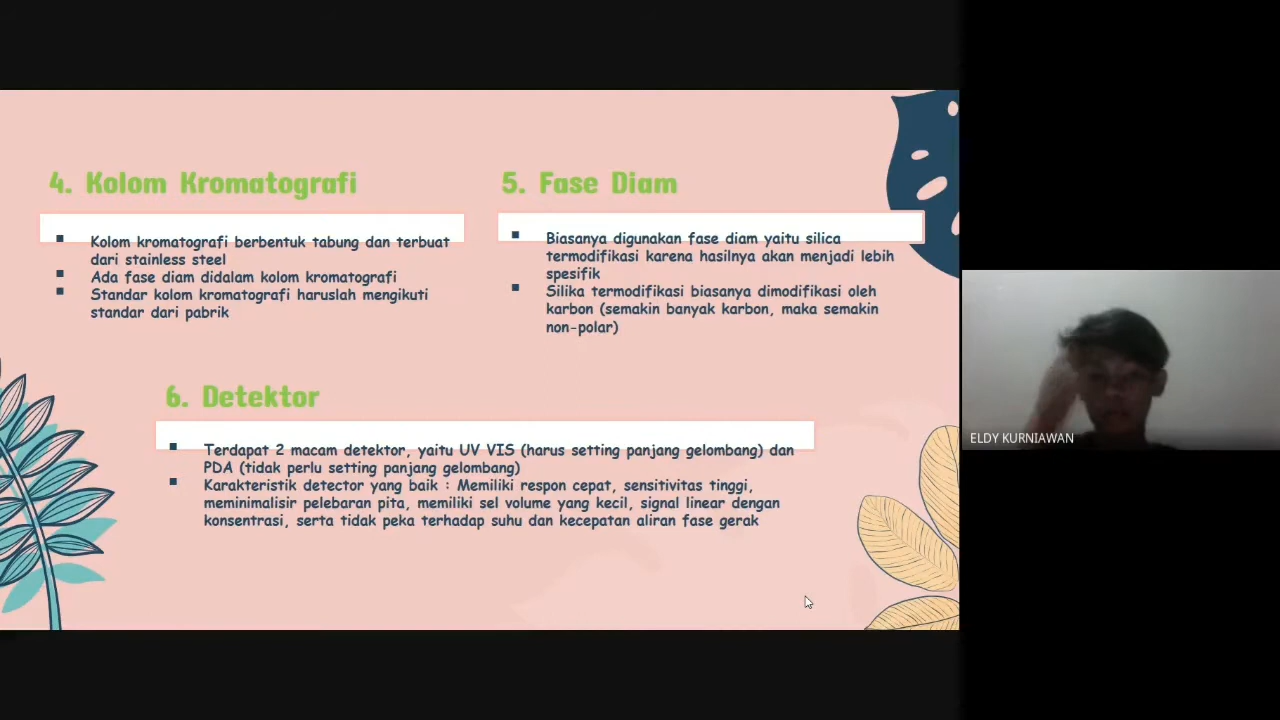 4. Kolom Kromatografi
▪ Kolom kromatografi berbentuk tabung dan terbuat
dari stainless steel
▪ Ada fase diam didalam kolom kromatografi
▪ Standar kolom kromatografi haruslah mengikuti
standar dari pabrik
5. Fase Diam
▪ Biasanya digunakan fase diam yaitu silica
termodifikasi karena hasilnya akan menjadi lebih
spesifik
▪ Silika termodifikasi biasanya dimodifikasi oleh
karbon (semakin banyak karbon, maka semakin
non-polar)
6. Detektor
▪ Terdapat 2 macam detektor, yaitu UV VIS (harus setting panjang gelombang) dan
PDA (tidak perlu setting panjang gelombang)
▪ Karakteristik detector yang baik : Memiliki respon cepat, sensitivitas tinggi,
meminimalisir pelebaran pita, memiliki sel volume yang kecil, signal linear dengan
konsentrasi, serta tidak peka terhadap suhu dan kecepatan aliran fase gerak
ELDY KURNIAWAN